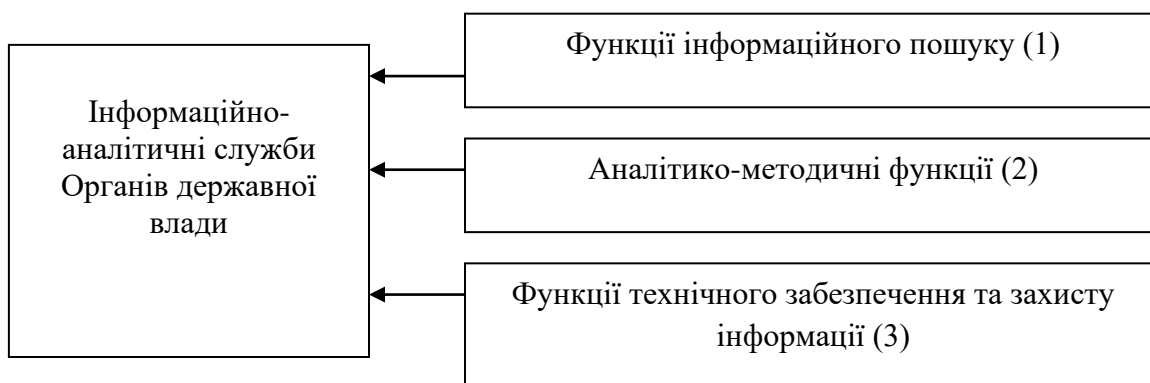 Інформаційно-
аналітичні служби
Органів державної
влади
Функції інформаційного пошуку (1)
Аналітико-методичні функції (2)
Функції технічного забезпечення та захисту
інформації (3)